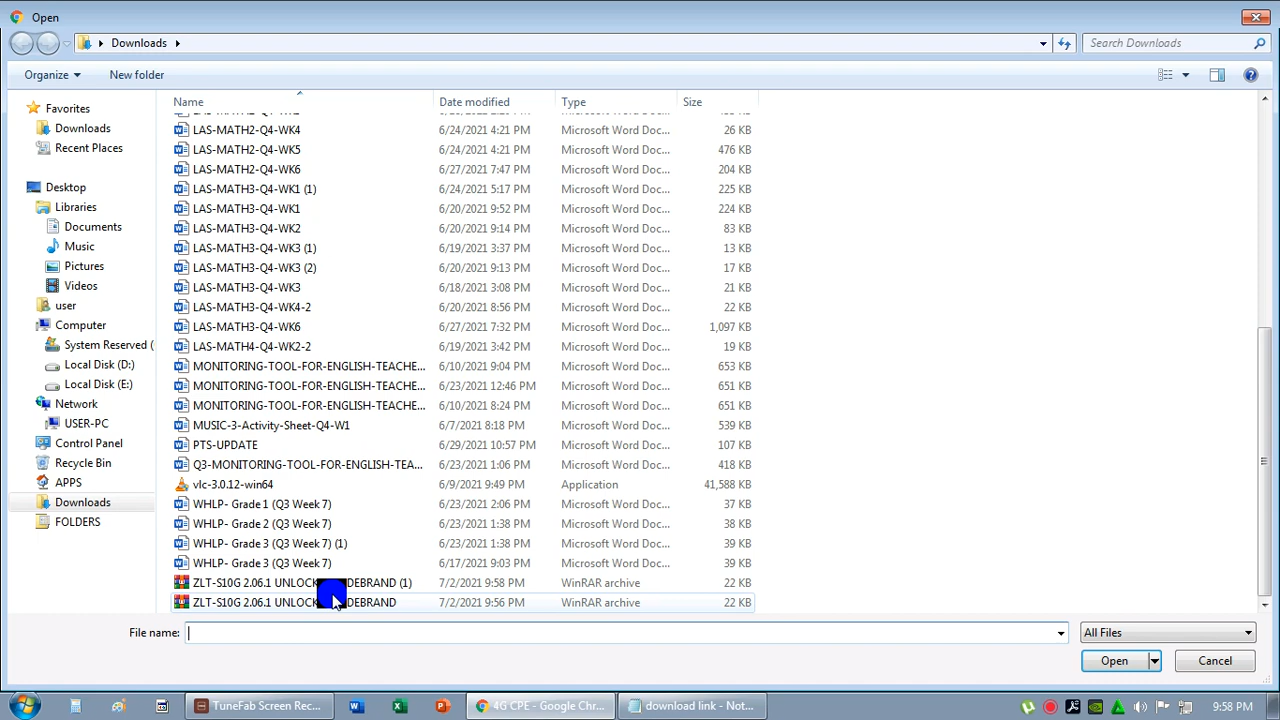 Open
Downloads
Search Downloads
Organize
New folder
Name Date modified Type Size
Favorites
Downloads
Recent Places
Desktop
Libraries
Documents
Music
Pictures
Videos
user
Computer
System Reserved (
Local Disk (D:)
Local Disk (E:)
Network
USER-PC
Control Panel
Recycle Bin
APPS
Downloads
FOLDERS
LAS-MATH2-Q4-WK4 6/24/2021 4:21 PM Microsoft Word Doc... 26 KB
LAS-MATH2-Q4-WK5 6/24/2021 4:21 PM Microsoft Word Doc... 476 KB
LAS-MATH2-Q4-WK6 6/27/2021 7:47 PM Microsoft Word Doc... 204 KB
LAS-MATH3-Q4-WK1 (1) 6/24/2021 5:17 PM Microsoft Word Doc... 225 KB
LAS-MATH3-Q4-WK1 6/20/2021 9:52 PM Microsoft Word Doc... 224 KB
LAS-MATH3-Q4-WK2 6/20/2021 9:14 PM Microsoft Word Doc... 83 KB
LAS-MATH3-Q4-WK3 (1) 6/19/2021 3:37 PM Microsoft Word Doc... 13 KB
LAS-MATH3-Q4-WK3 (2) 6/20/2021 9:13 PM Microsoft Word Doc... 17 KB
LAS-MATH3-Q4-WK3 6/18/2021 3:08 PM Microsoft Word Doc... 21 KB
LAS-MATH3-Q4-WK4-2 6/20/2021 8:56 PM Microsoft Word Doc... 22 KB
LAS-MATH3-Q4-WK6 6/27/2021 7:32 PM Microsoft Word Doc... 1,097 KB
LAS-MATH4-Q4-WK2-2 6/19/2021 3:42 PM Microsoft Word Doc... 19 KB
MONITORING-TOOL-FOR-ENGLISH-TEACHE... 6/10/2021 9:04 PM Microsoft Word Doc... 653 KB
MONITORING-TOOL-FOR-ENGLISH-TEACHE... 6/23/2021 12:46 PM Microsoft Word Doc... 651 KB
MONITORING-TOOL-FOR-ENGLISH-TEACHE... 6/10/2021 8:24 PM Microsoft Word Doc... 651 KB
MUSIC-3-Activity-Sheet-Q4-W1 6/7/2021 8:18 PM Microsoft Word Doc... 539 KB
PTS-UPDATE 6/29/2021 10:57 PM Microsoft Word Doc... 107 KB
Q3-MONITORING-TOOL-FOR-ENGLISH-TEA... 6/23/2021 1:06 PM Microsoft Word Doc... 418 KB
vlc-3.0.12-win64 6/9/2021 9:49 PM Application 41,588 KB
WHLP- Grade 1 (Q3 Week 7) 6/23/2021 2:06 PM Microsoft Word Doc... 37 KB
WHLP- Grade 2 (Q3 Week 7) 6/23/2021 1:38 PM Microsoft Word Doc... 38 KB
WHLP- Grade 3 (Q3 Week 7) (1) 6/23/2021 1:38 PM Microsoft Word Doc... 39 KB
WHLP- Grade 3 (Q3 Week 7) 6/17/2021 9:03 PM Microsoft Word Doc... 39 KB
ZLT-S10G 2.06.1 UNLOCK DEBRAND (1) 7/2/2021 9:58 PM WinRAR archive 22 KB
ZLT-S10G 2.06.1 UNLOCK DEBRAND 7/2/2021 9:56 PM WinRAR archive 22 KB
File name:
All Files
Open
Cancel
TuneFab Screen Rec...
4G CPE - Google Chr...
download link - Not...
9:58 PM